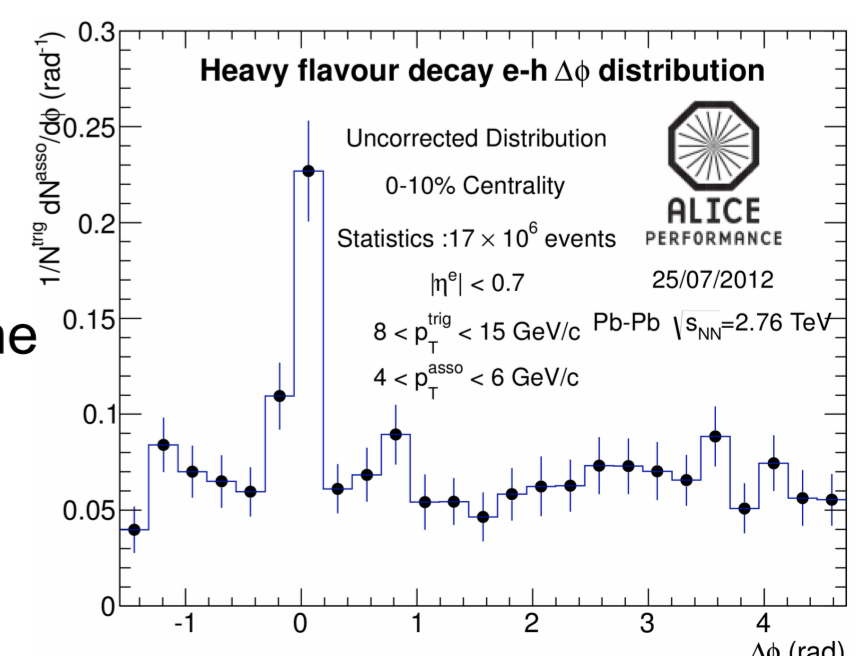 Heavy flavour decay e-h Δϕ distribution
1/N^trig dN^asso/dϕ (rad^-1)
0.3
0.25
0.2
0.15
0.1
0.05
0
Uncorrected Distribution
0-10% Centrality
Statistics :17 × 10^6 events
|η^e| < 0.7
8 < p_T^trig < 15 GeV/c
4 < p_T^asso < 6 GeV/c
ALICE
PERFORMANCE
25/07/2012
Pb-Pb √s_NN=2.76 TeV
-1 0 1 2 3 4
Δϕ (rad)